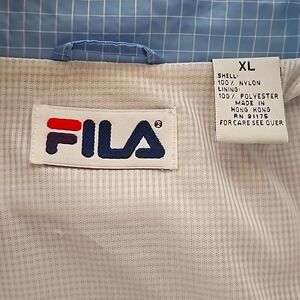 FILA®
XL
SHELL:
100% NYLON
LINING:
100% POLYESTER
MADE IN
HONG KONG
RN 91175
FOR CARE SEE OVER